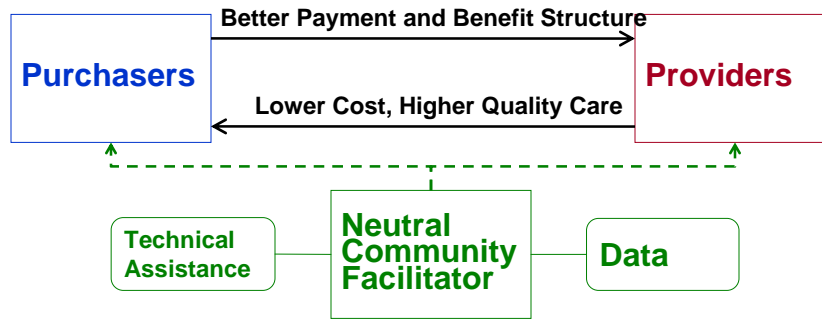 Better Payment and Benefit Structure
Purchasers
Providers
Lower Cost, Higher Quality Care
Neutral
Community
Facilitator
Technical
Assistance
Data